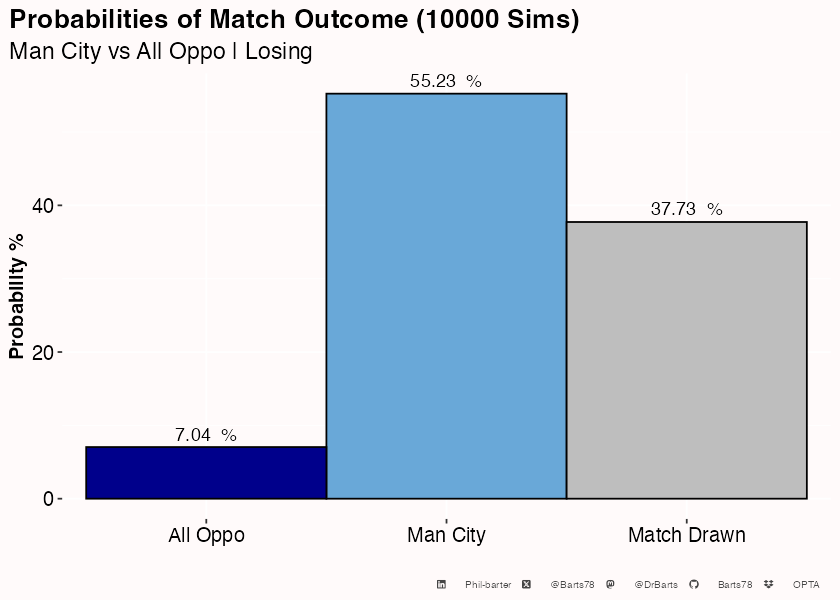 Probabilities of Match Outcome (10000 Sims)
Man City vs All Oppo | Losing
55.23 %
37.73 %
7.04 %
Probability %
40
20
0
All Oppo
Man City
Match Drawn
Phil-barter @Barts78 @DrBarts Barts78 OPTA